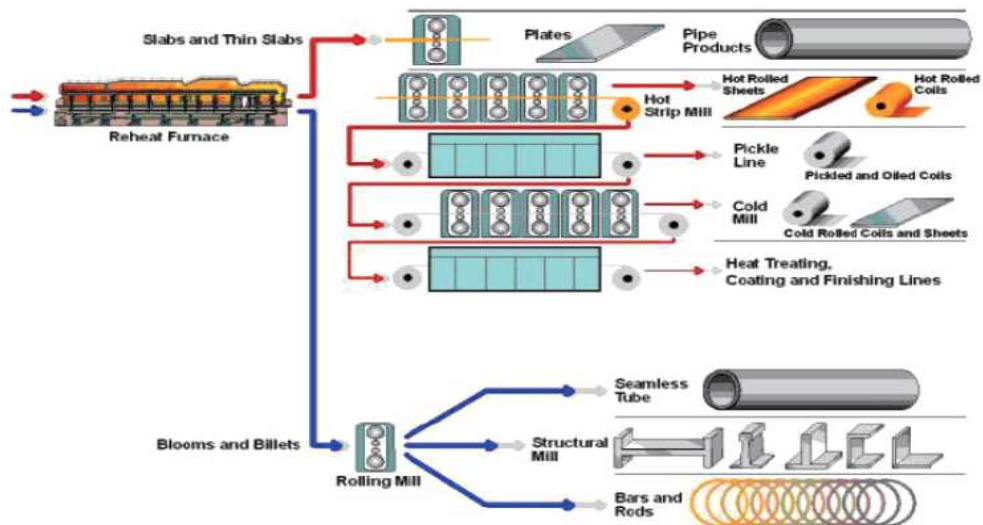 Slabs and Thin Slabs
Plates
Pipe
Products
Reheat Furnace
Hot
Strip Mill
Hot Rolled
Sheets
Hot Rolled
Coils
Pickle
Line
Pickled and Oiled Coils
Cold
Mill
Cold Rolled Coils and Sheets
Heat Treating,
Coating and Finishing Lines
Blooms and Billets
Rolling Mill
Seamless
Tube
Structural
Mill
Bars and
Rods